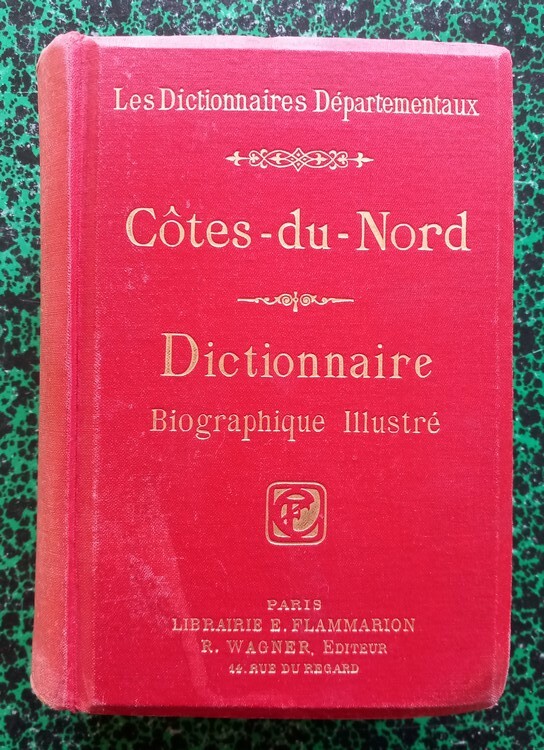 Les Dictionnaires Départementaux
Côtes-du-Nord
Dictionnaire
Biographique Illustré
PARIS
LIBRAIRIE E. FLAMMARION
R. WAGNER, EDITEUR
14. RUE DU REGARD